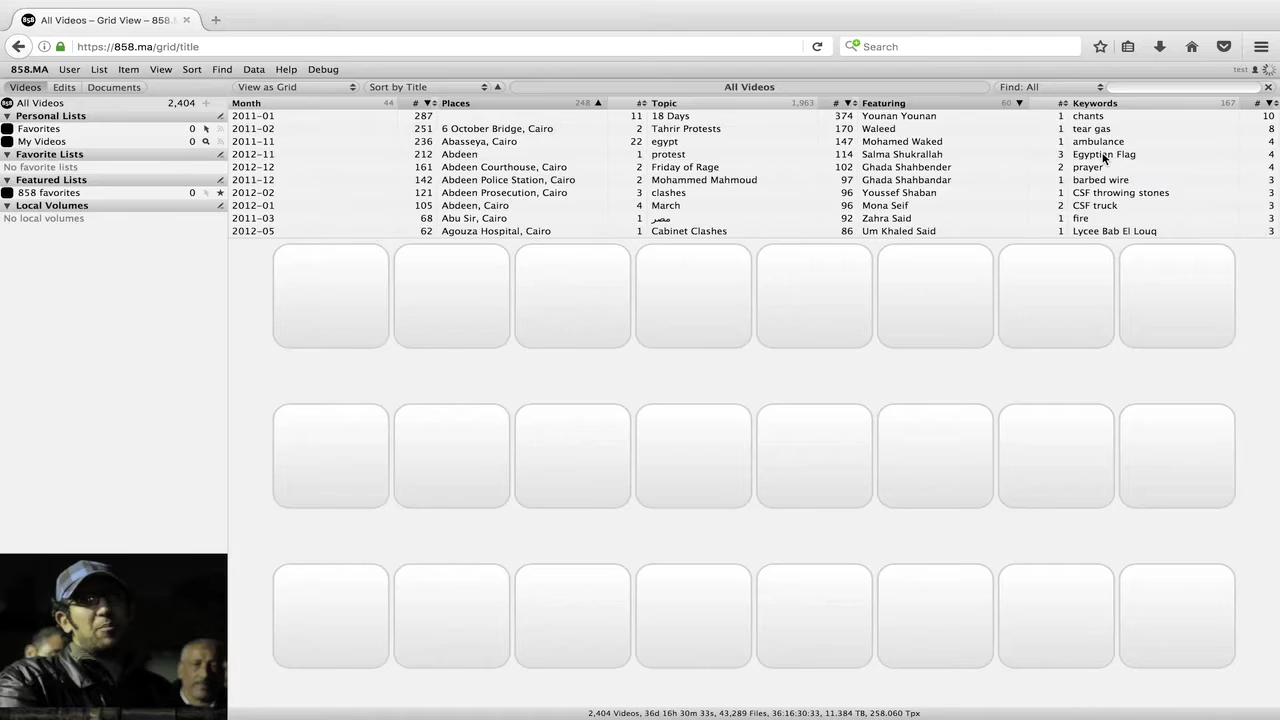 All Videos – Grid View – 858.
https://858.ma/grid/title
Search
858.MA User List Item View Sort Find Data Help Debug
test
Videos Edits Documents
View as Grid Sort by Title All Videos Find: All
All Videos 2,404
Personal Lists
Favorites 0
My Videos 0
Favorite Lists
No favorite lists
Featured Lists
858 favorites 0
Local Volumes
No local volumes
Month 44 #
2011-01 287
2011-02 251
2011-11 236
2012-11 212
2012-12 161
2011-12 142
2012-02 121
2012-01 105
2011-03 68
2012-05 62
Places 248 #
11
6 October Bridge, Cairo 2
Abasseya, Cairo 22
Abdeen 1
Abdeen Courthouse, Cairo 2
Abdeen Police Station, Cairo 2
Abdeen Prosecution, Cairo 3
Abdeen, Cairo 4
Abu Sir, Cairo 1
Agouza Hospital, Cairo 1
Topic 1,963 #
18 Days 374
Tahrir Protests 170
egypt 147
protest 114
Friday of Rage 102
Mohammed Mahmoud 97
clashes 96
March 96
مصر 92
Cabinet Clashes 86
Featuring 60 #
Younan Younan 1
Waleed 1
Mohamed Waked 1
Salma Shukrallah 3
Ghada Shahbender 2
Ghada Shahbandar 1
Youssef Shaban 1
Mona Seif 2
Zahra Said 1
Um Khaled Said 1
Keywords 167 #
chants 10
tear gas 8
ambulance 4
Egyptian Flag 4
prayer 4
barbed wire 3
CSF throwing stones 3
CSF truck 3
fire 3
Lycee Bab El Louq 3
2,404 Videos, 36d 16h 30m 33s, 43,289 Files, 36:16:30:33, 11.384 TB, 258.060 Tpx